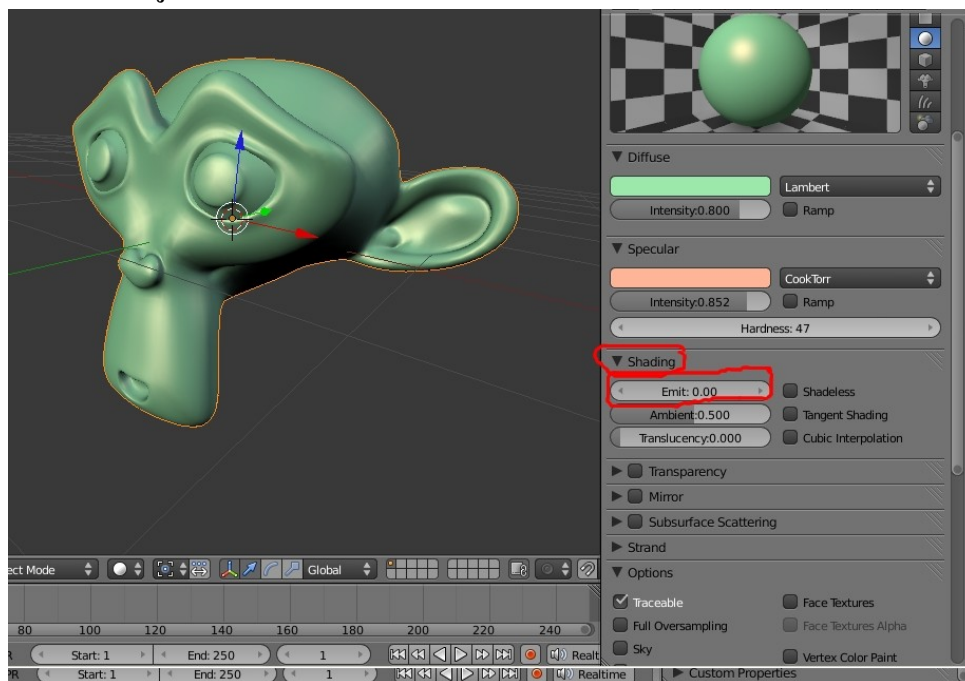 Diffuse
Lambert
Intensity:0.800
Ramp
Specular
CookTorr
Intensity:0.852
Ramp
Hardness: 47
Shading
Emit: 0.00
Shadeless
Ambient:0.500
Tangent Shading
Translucency:0.000
Cubic Interpolation
Transparency
Mirror
Subsurface Scattering
Strand
Options
Traceable
Face Textures
Full Oversampling
Face Textures Alpha
Sky
Vertex Color Paint
Custom Properties
ect Mode
Global
80 100 120 140 160 180 200 220 240
Start: 1
End: 250
1
Realt
PR
Start: 1
End: 250
1
Realtime